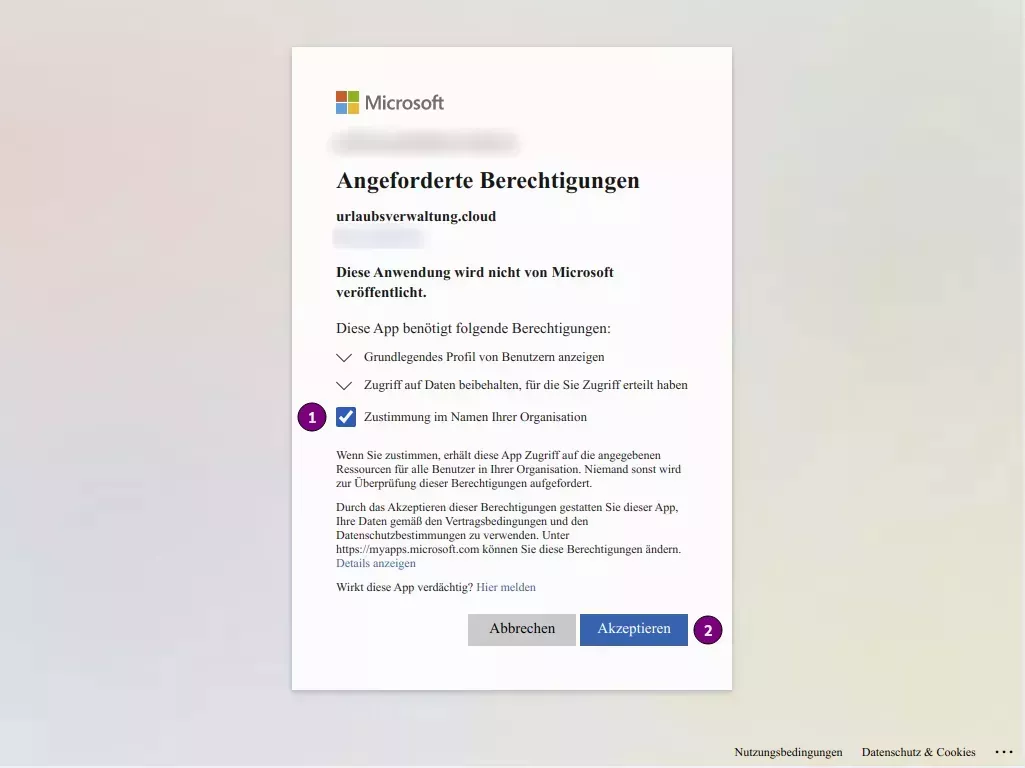 Microsoft
Angeforderte Berechtigungen
urlaubsverwaltung.cloud
Diese Anwendung wird nicht von Microsoft
veröffentlicht.
Diese App benötigt folgende Berechtigungen:
Grundlegendes Profil von Benutzern anzeigen
Zugriff auf Daten beibehalten, für die Sie Zugriff erteilt haben
1 Zustimmung im Namen Ihrer Organisation
Wenn Sie zustimmen, erhält diese App Zugriff auf die angegebenen
Ressourcen für alle Benutzer in Ihrer Organisation. Niemand sonst wird
zur Überprüfung dieser Berechtigungen aufgefordert.
Durch das Akzeptieren dieser Berechtigungen gestatten Sie dieser App,
Ihre Daten gemäß den Vertragsbedingungen und den
Datenschutzbestimmungen zu verwenden. Unter
https://myapps.microsoft.com können Sie diese Berechtigungen ändern.
Details anzeigen
Wirkt diese App verdächtig? Hier melden
Abbrechen Akzeptieren 2
Nutzungsbedingungen Datenschutz & Cookies ···